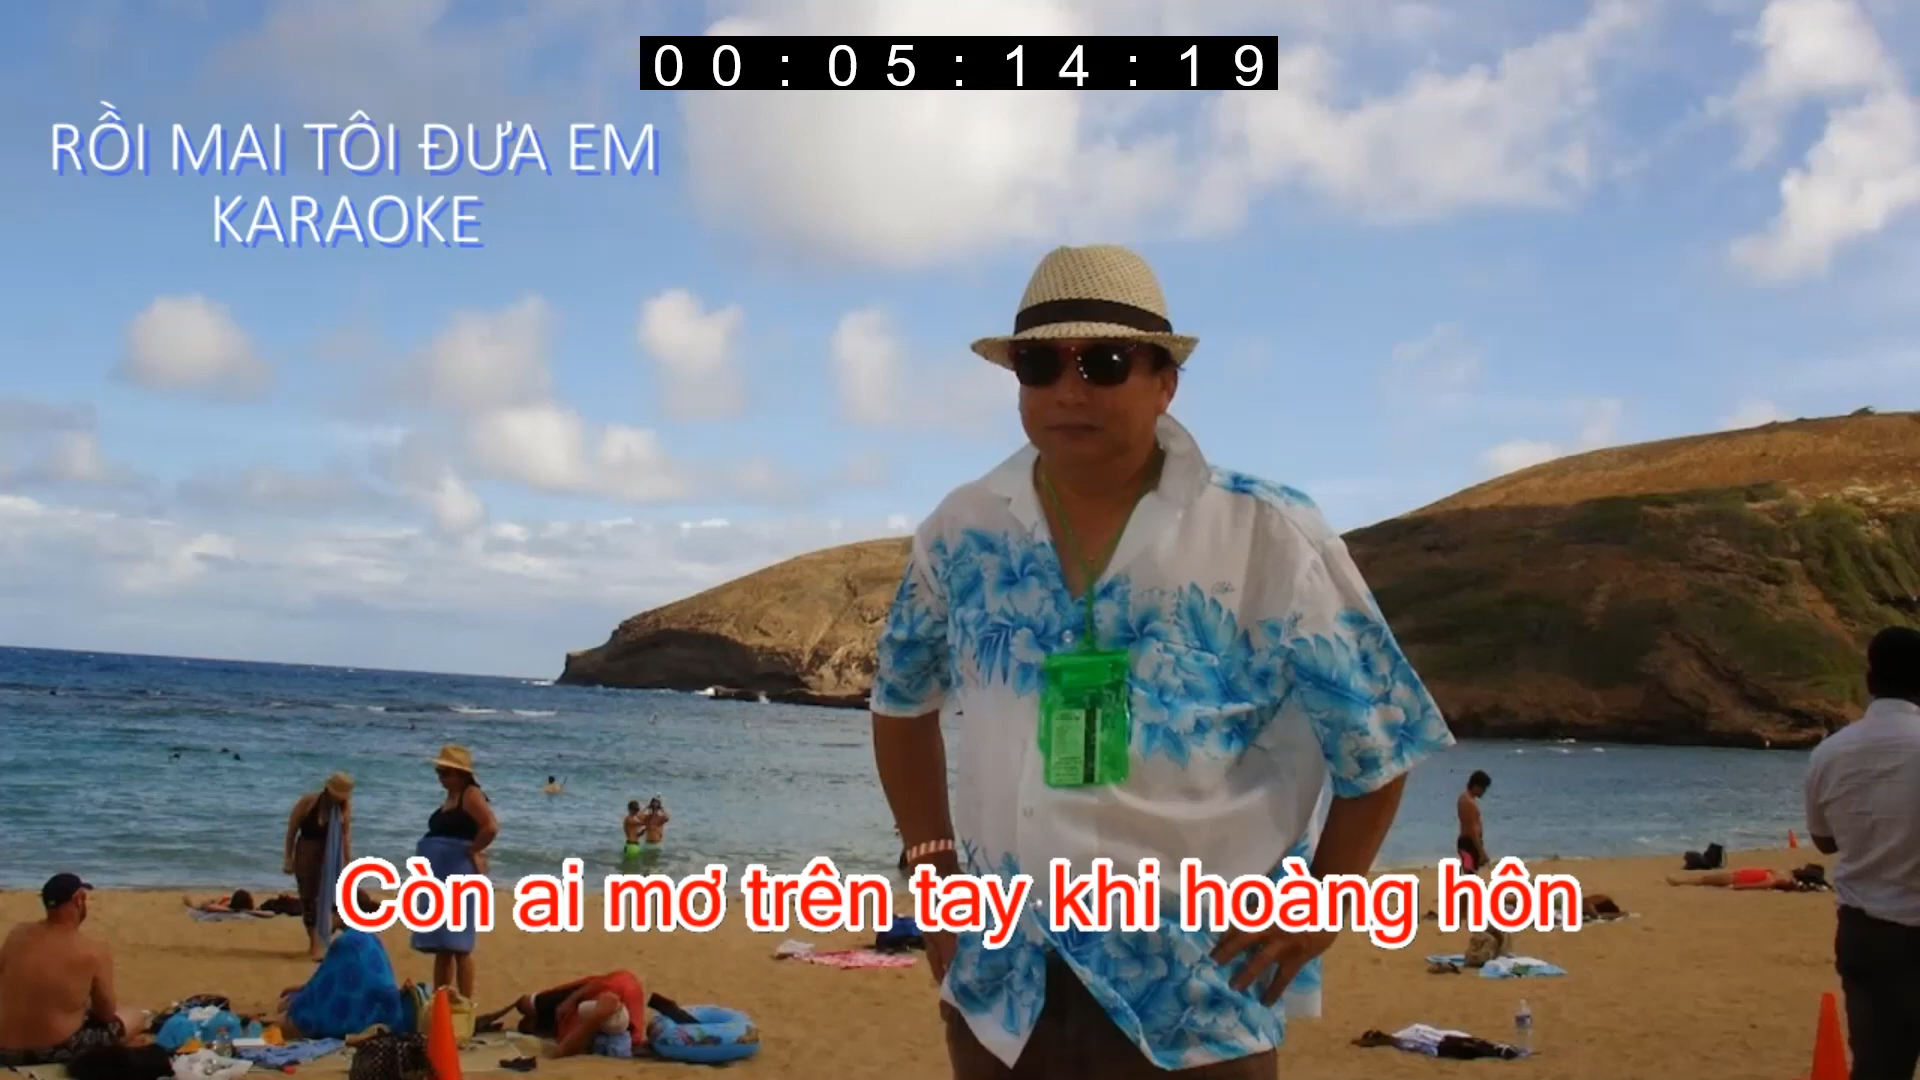 00:05:14:19
RỒI MAI TÔI ĐƯA EM
KARAOKE
Còn ai mơ trên tay khi hoàng hôn